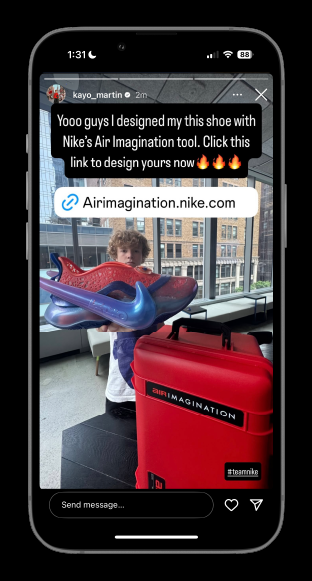 1:31
88
kayo_martin 2m
Yooo guys I designed my this shoe with
Nike's Air Imagination tool. Click this
link to design yours now🔥🔥🔥
Airimagination.nike.com
AIR IMAGINATION
#teamnike
Send message...